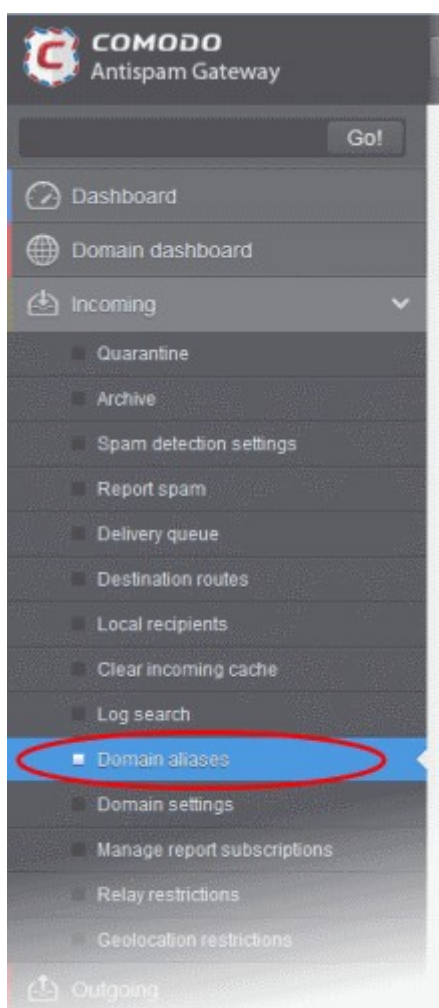 COMODO
Antispam Gateway
Go!
Dashboard
Domain dashboard
Incoming
Quarantine
Archive
Spam detection settings
Report spam
Delivery queue
Destination routes
Local recipients
Clear incoming cache
Log search
Domain aliases
Domain settings
Manage report subscriptions
Relay restrictions
Geolocation restrictions
Outgoing